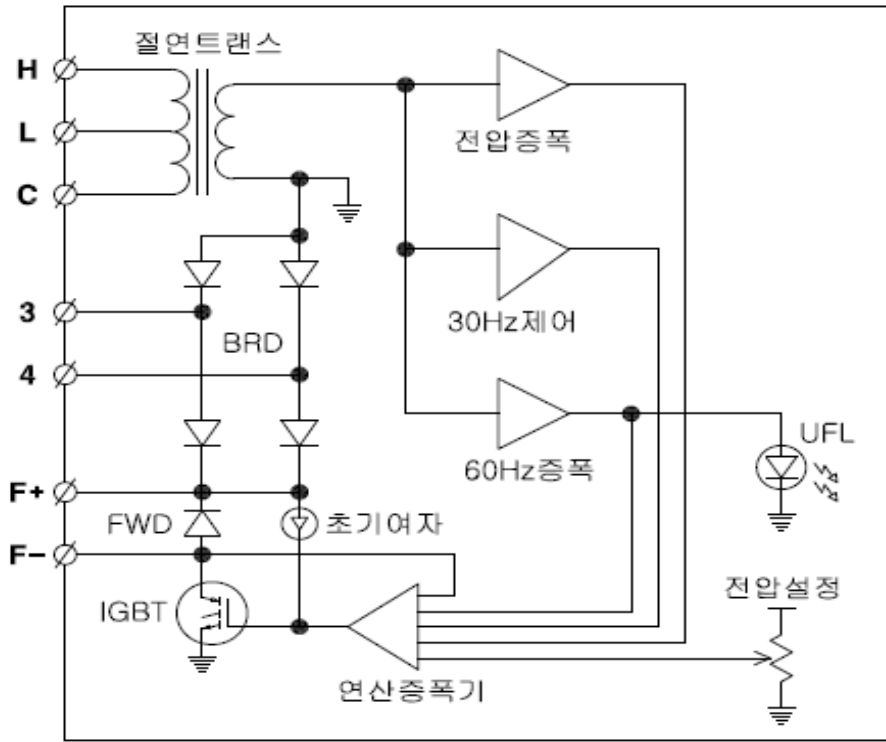 절연트랜스
H
L
C
전압증폭
3
30Hz제어
BRD
4
UFL
60Hz증폭
F+
FWD
초기여자
F−
IGBT
전압설정
연산증폭기